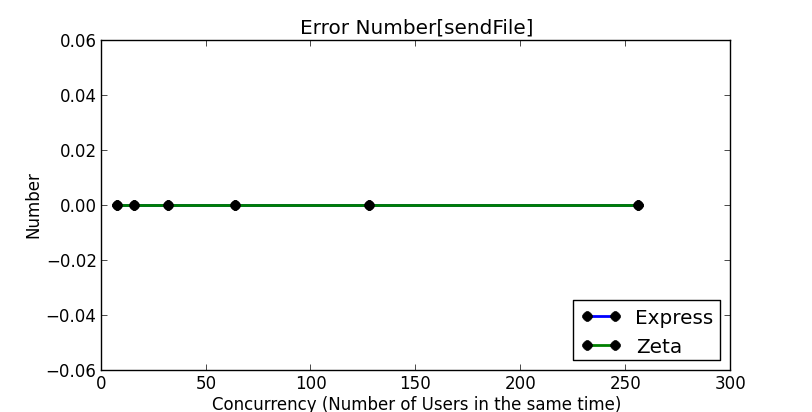 Error Number[sendFile]
0.06
0.04
0.02
0.00
−0.02
−0.04
−0.06
Number
Express
Zeta
0 50 100 150 200 250 300
Concurrency (Number of Users in the same time)